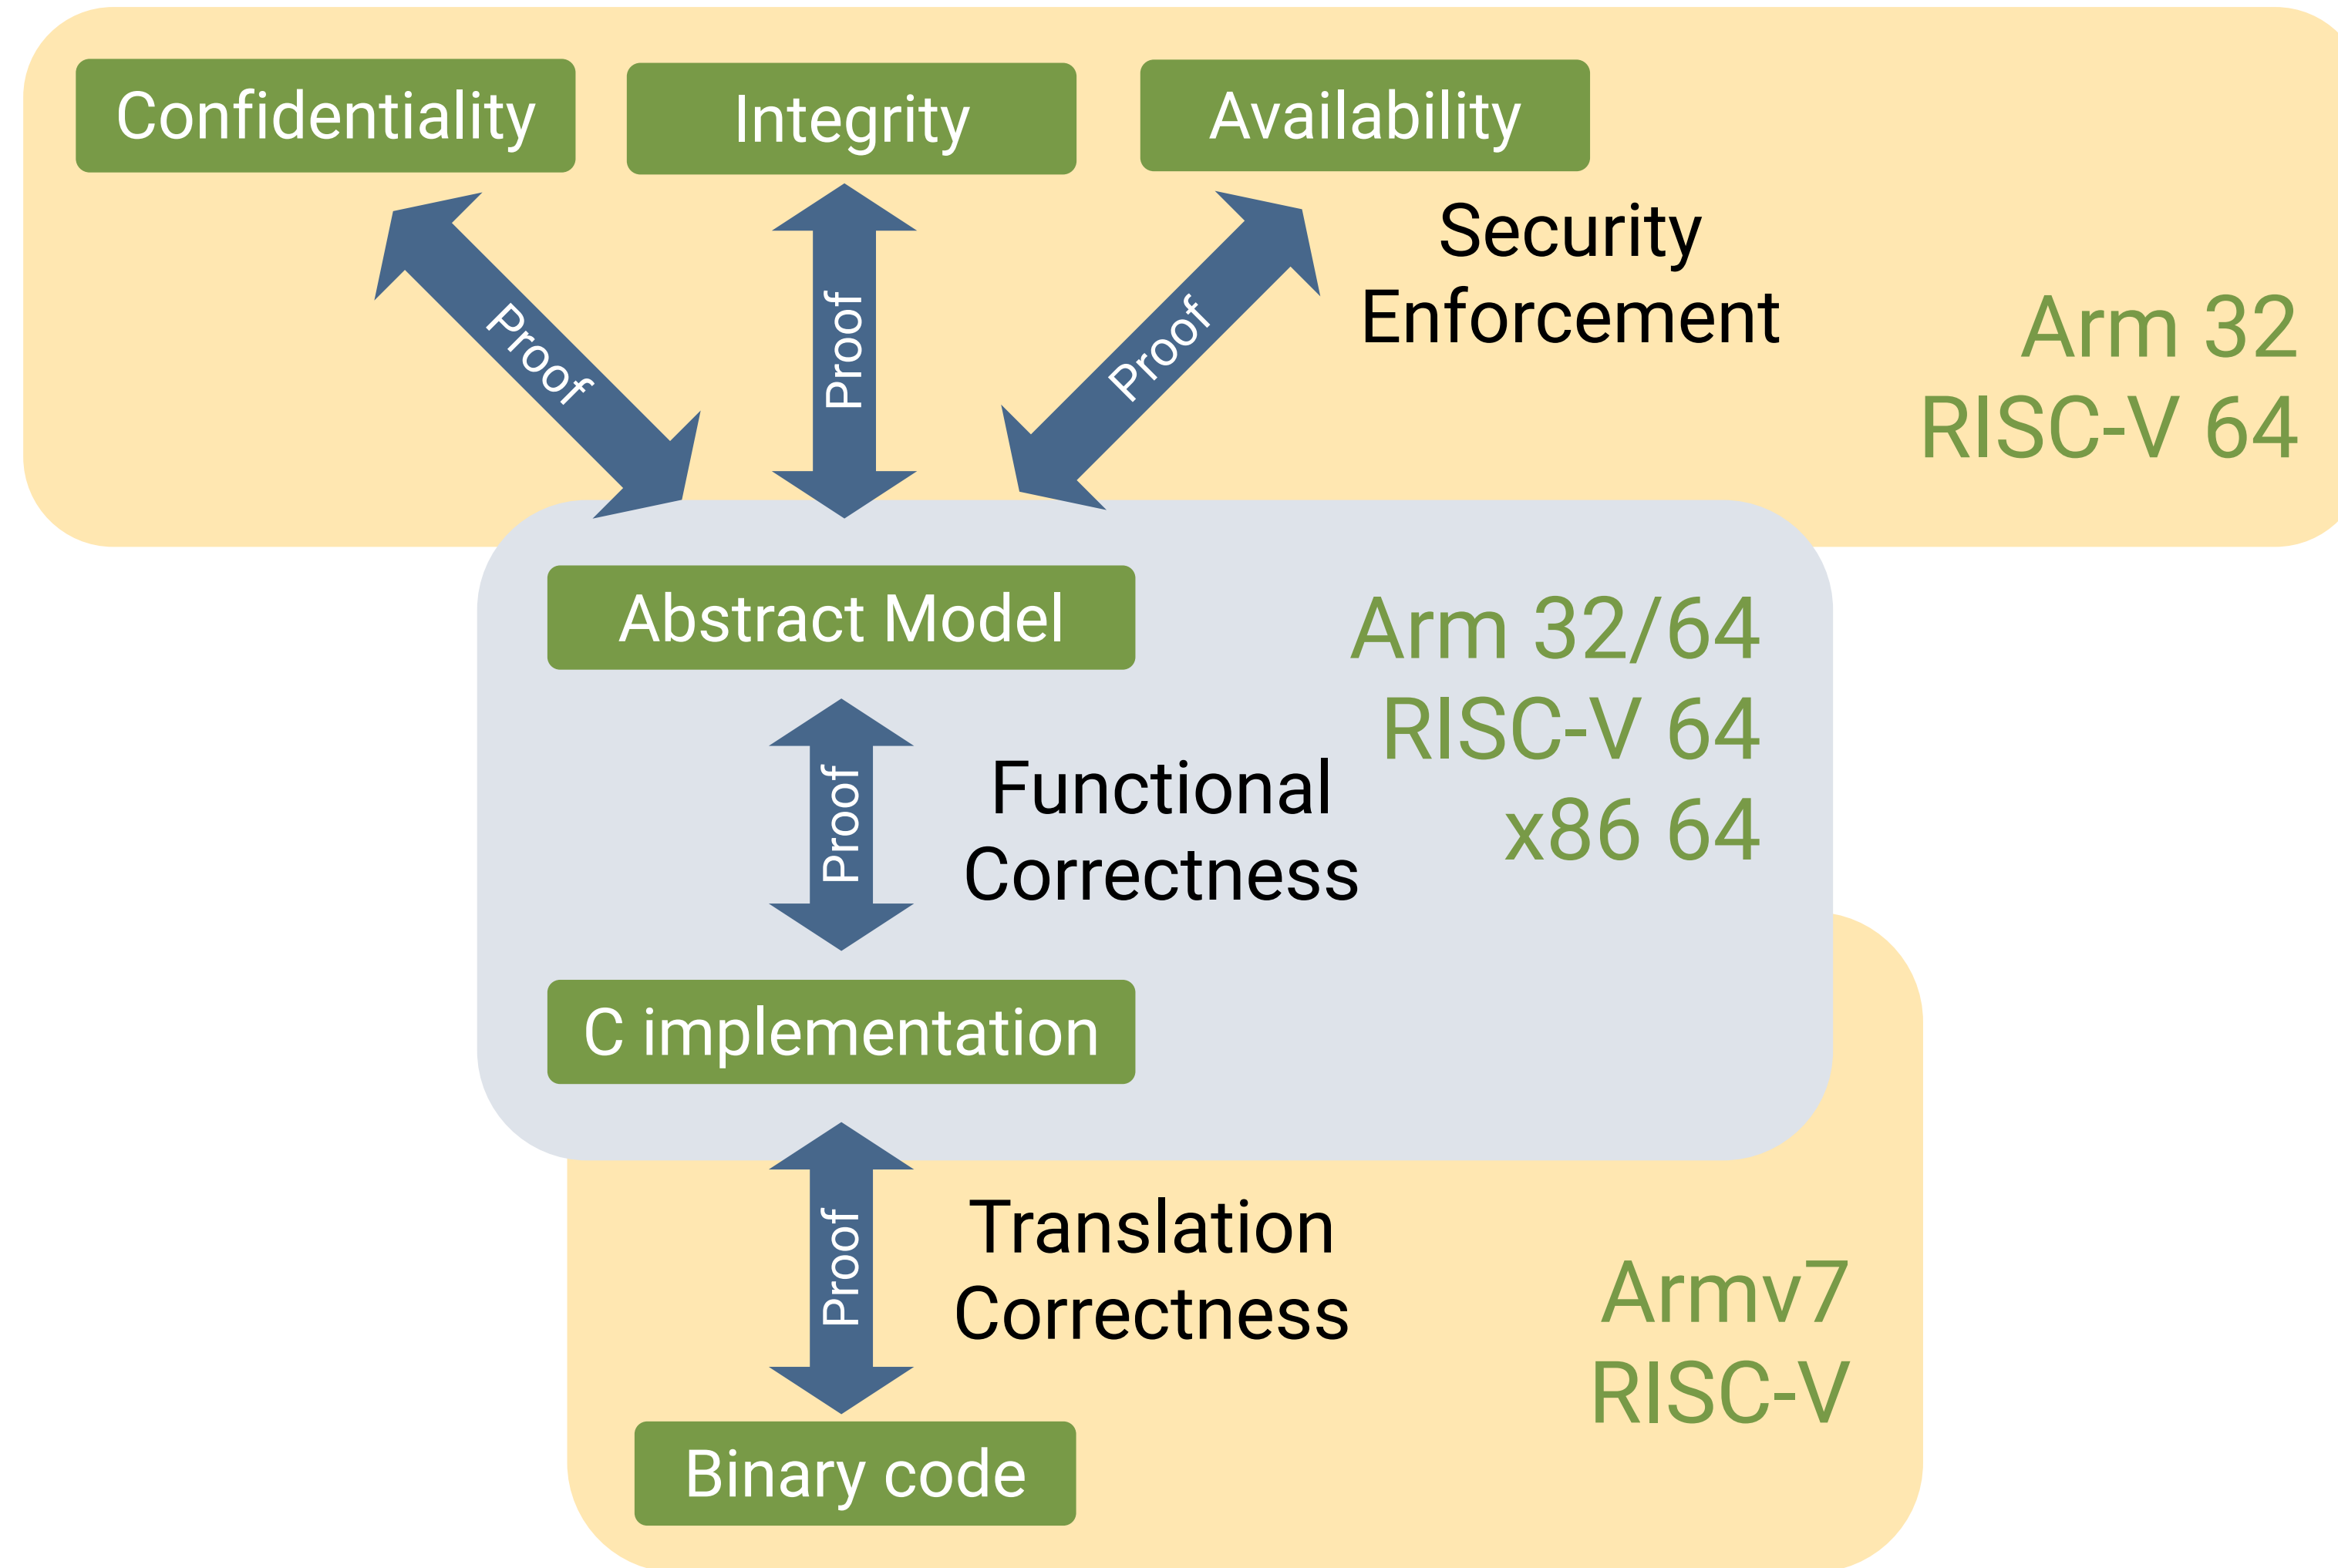 Confidentiality
Integrity
Availability
Proof
Proof
Proof
Security
Enforcement
Arm 32
RISC-V 64
Abstract Model
Arm 32/64
RISC-V 64
x86 64
Proof
Functional
Correctness
C implementation
Proof
Translation
Correctness
Armv7
RISC-V
Binary code